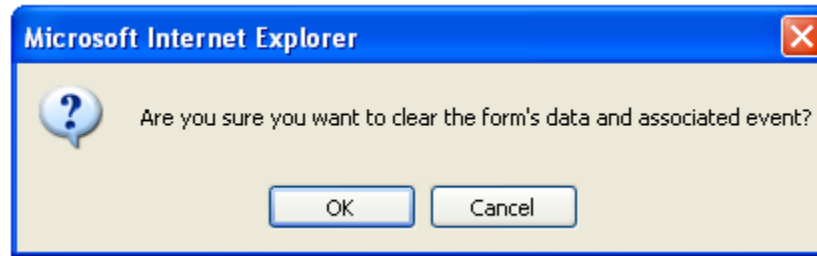 Microsoft Internet Explorer
Are you sure you want to clear the form's data and associated event?
OK Cancel